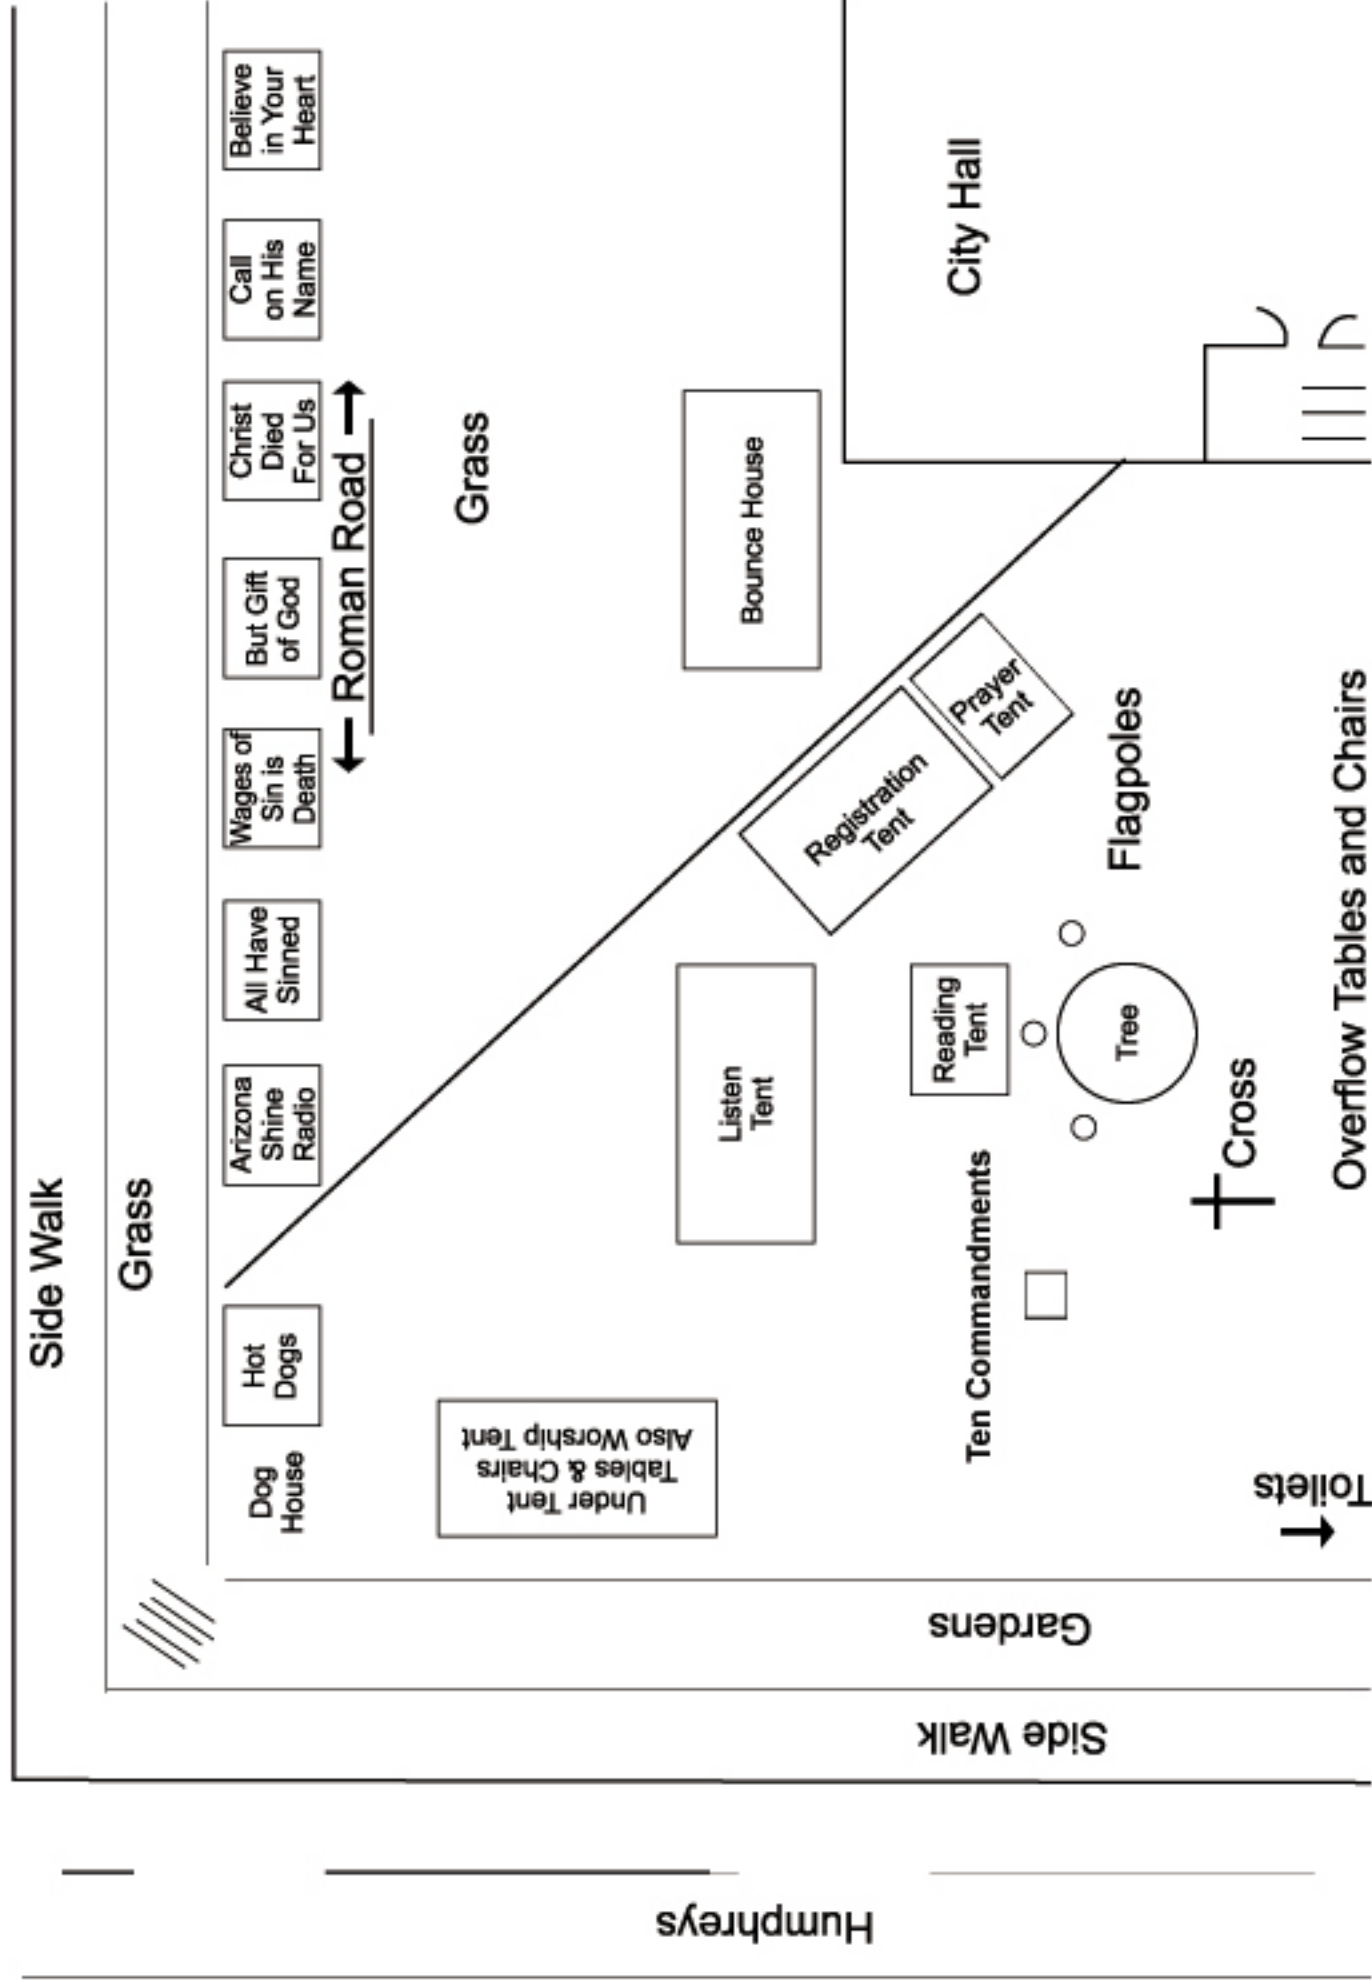 Side Walk
Grass
Dog
House
Hot
Dogs
Arizona
Shine
Radio
All Have
Sinned
Wages of
Sin is
Death
But Gift
of God
Christ
Died
For Us
Call
on His
Name
Believe
in Your
Heart
Roman Road
Grass
Under Tent
Tables & Chairs
Also Worship Tent
Listen
Tent
Bounce House
Registration
Tent
Prayer
Tent
City Hall
Reading
Tent
Ten Commandments
Tree
Flagpoles
Cross
Overflow Tables and Chairs
Toilets
Gardens
Side Walk
Humphreys